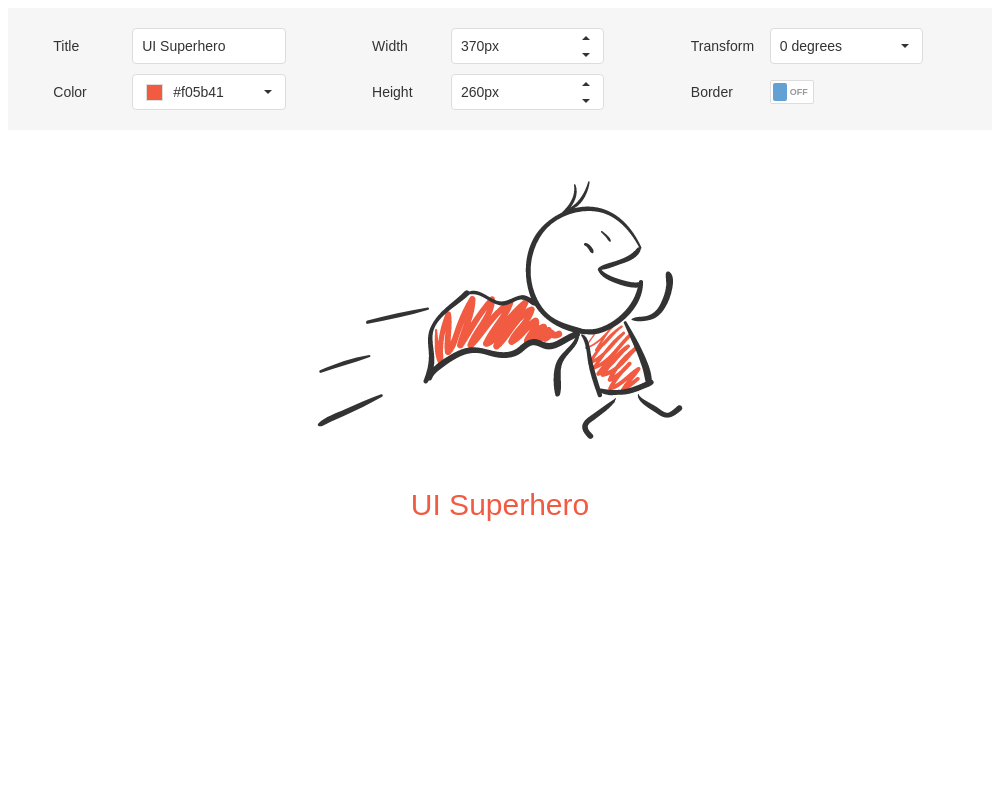 Title UI Superhero Width 370px Transform 0 degrees
Color #f05b41 Height 260px Border OFF
UI Superhero